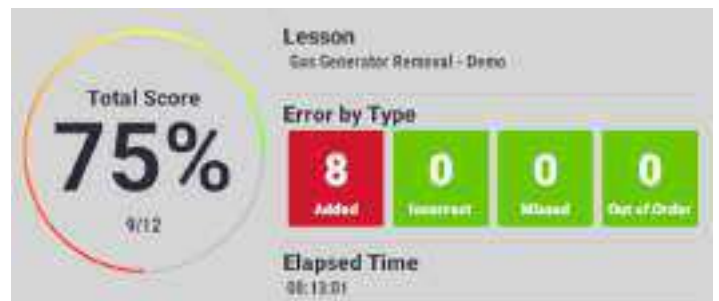 Lesson
Gas Generator Removal - Demo
Total Score
75%
9/12
Error by Type
8
Added
0
Incorrect
0
Missed
0
Out of Order
Elapsed Time
00:13:01